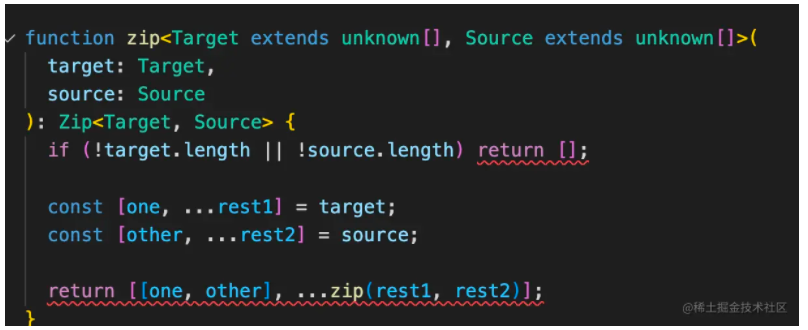 function zip<Target extends unknown[], Source extends unknown[]>(
  target: Target,
  source: Source
): Zip<Target, Source> {
  if (!target.length || !source.length) return [];
  const [one, ...rest1] = target;
  const [other, ...rest2] = source;
  return [[one, other], ...zip(rest1, rest2)];
}
@稀土掘金技术社区